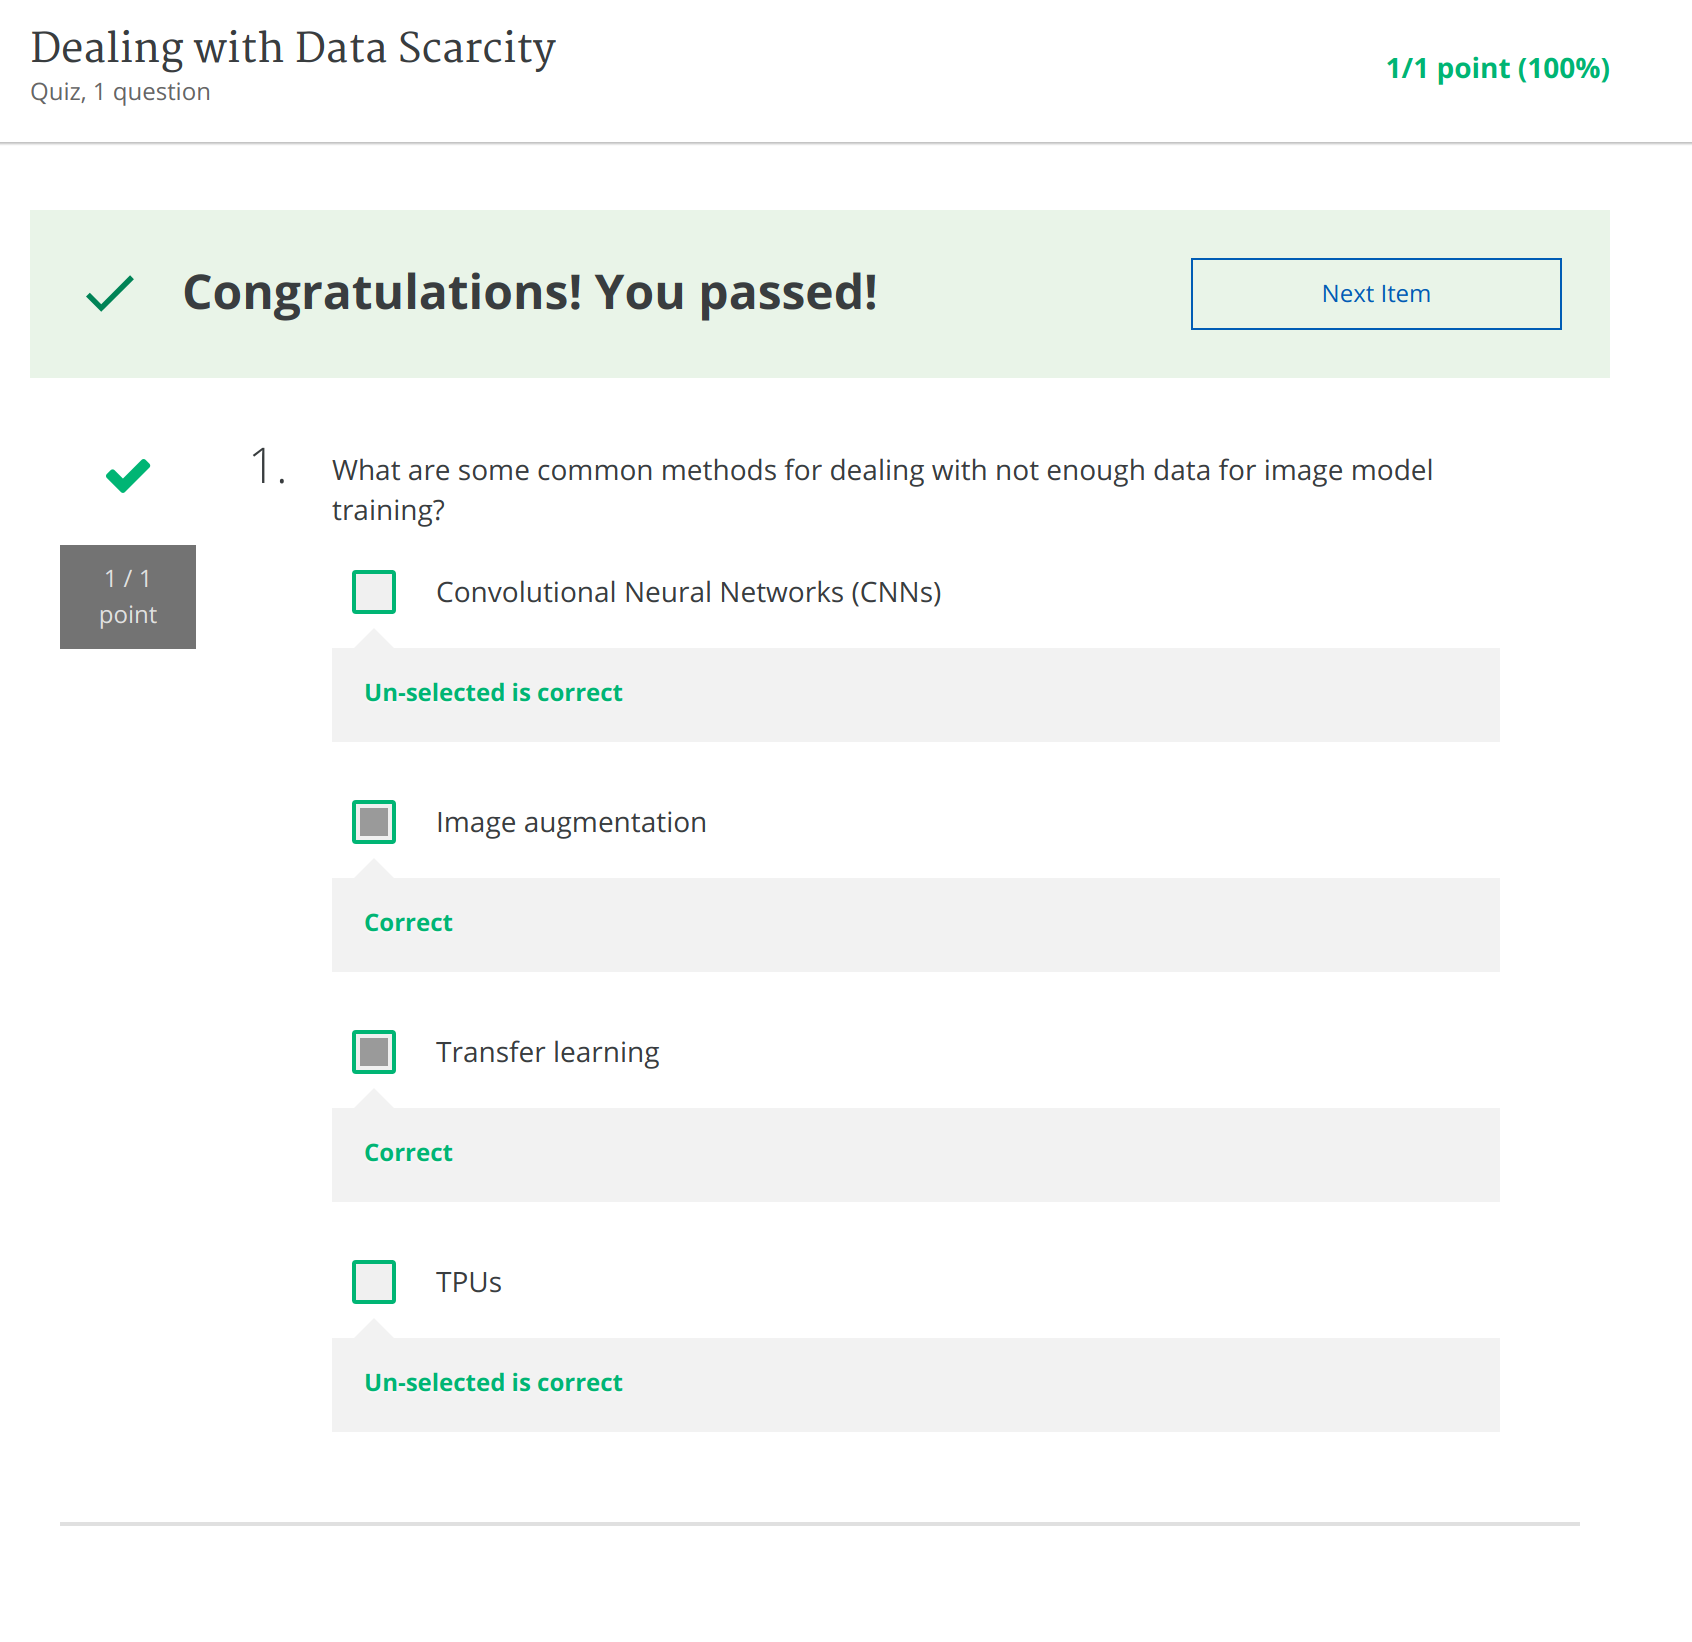 Dealing with Data Scarcity
Quiz, 1 question
1/1 point (100%)
Congratulations! You passed!
Next Item
1 / 1
point
1.
What are some common methods for dealing with not enough data for image model
training?
Convolutional Neural Networks (CNNs)
Un-selected is correct
Image augmentation
Correct
Transfer learning
Correct
TPUs
Un-selected is correct